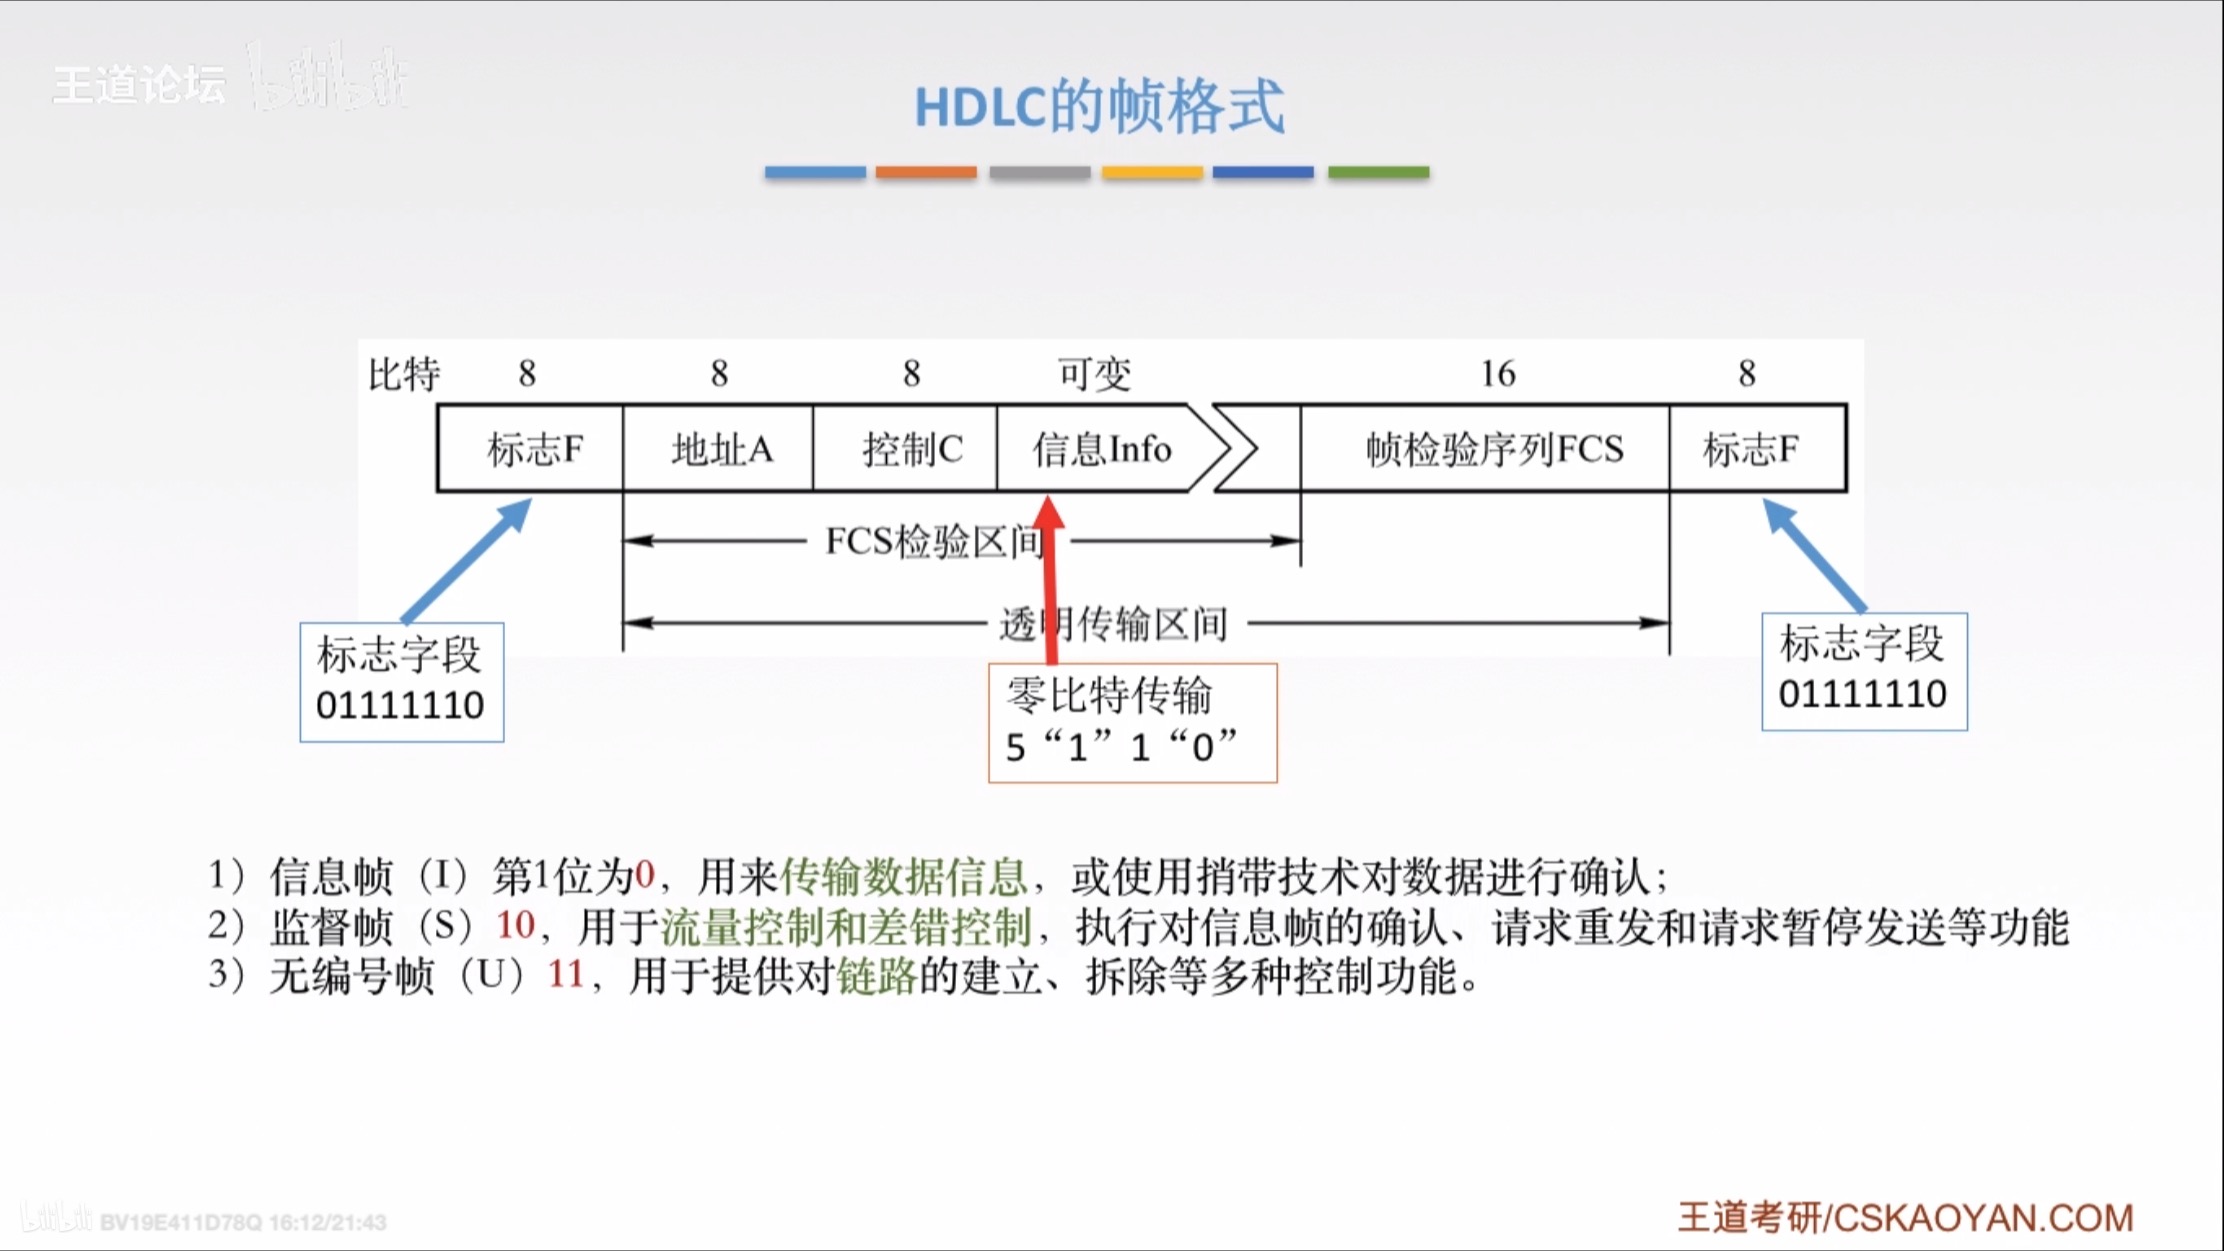 王道论坛 bilibili
HDLC的帧格式
比特 8 8 8 可变 16 8
标志F 地址A 控制C 信息Info 帧检验序列FCS 标志F
FCS检验区间
透明传输区间
标志字段
01111110
零比特传输
5“1”1“0”
标志字段
01111110
1）信息帧（I）第1位为0，用来传输数据信息，或使用捎带技术对数据进行确认；
2）监督帧（S）10，用于流量控制和差错控制，执行对信息帧的确认、请求重发和请求暂停发送等功能
3）无编号帧（U）11，用于提供对链路的建立、拆除等多种控制功能。
bilibili BV19E411D78Q 16:12/21:43
王道考研/CSKAOYAN.COM